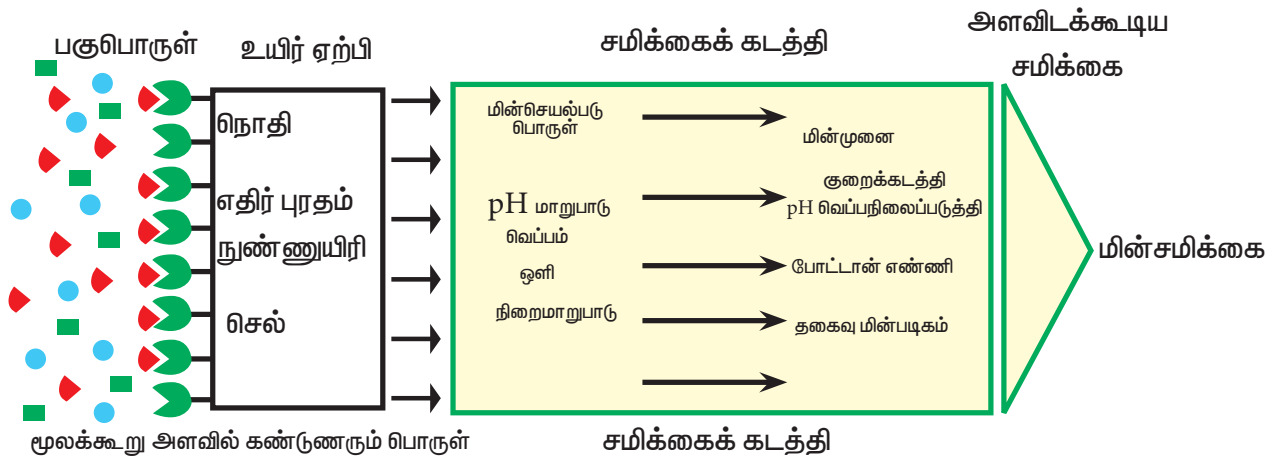 பகுபொருள்
உயிர் ஏற்பி
சமிக்கைக் கடத்தி
அளவிடக்கூடிய
சமிக்கை
நொதி
எதிர் புரதம்
நுண்ணுயிரி
செல்
மின்செயல்படு
பொருள்
மின்முனை
pH மாறுபாடு
குறைக்கடத்தி
pH வெப்பநிலைப்படுத்தி
வெப்பம்
ஒளி
போட்டான் எண்ணி
நிறைமாறுபாடு
தகைவு மின்படிகம்
மின்சமிக்கை
மூலக்கூறு அளவில் கண்டுணரும் பொருள்
சமிக்கைக் கடத்தி